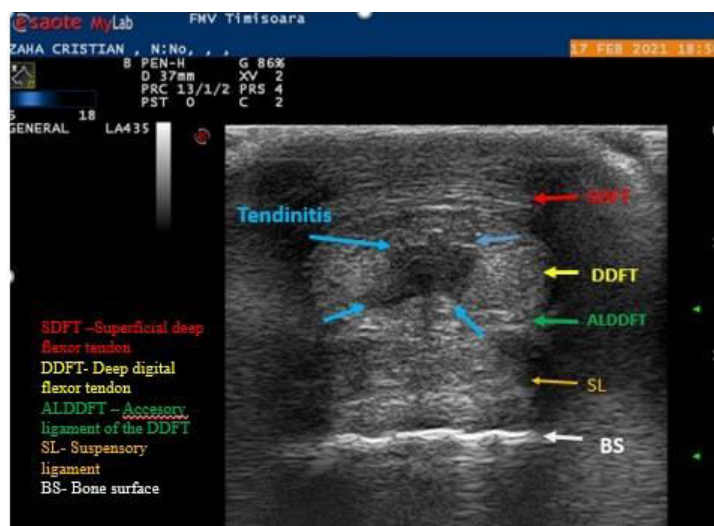 esaote MyLab FMV Timisoara
ZAHA CRISTIAN , N:No, , , 17 FEB 2021 18:5
B PEN-H G 86%
D 37mm XV 2
PRC 13/1/2 PRS 4
PST 0 C 2
18
GENERAL LA435
SDFT
Tendinitis
DDFT
ALDDFT
SL
BS
SDFT –Superficial deep
flexor tendon
DDFT- Deep digital
flexor tendon
ALDDFT – Accesory
ligament of the DDFT
SL- Suspensory
ligament
BS- Bone surface